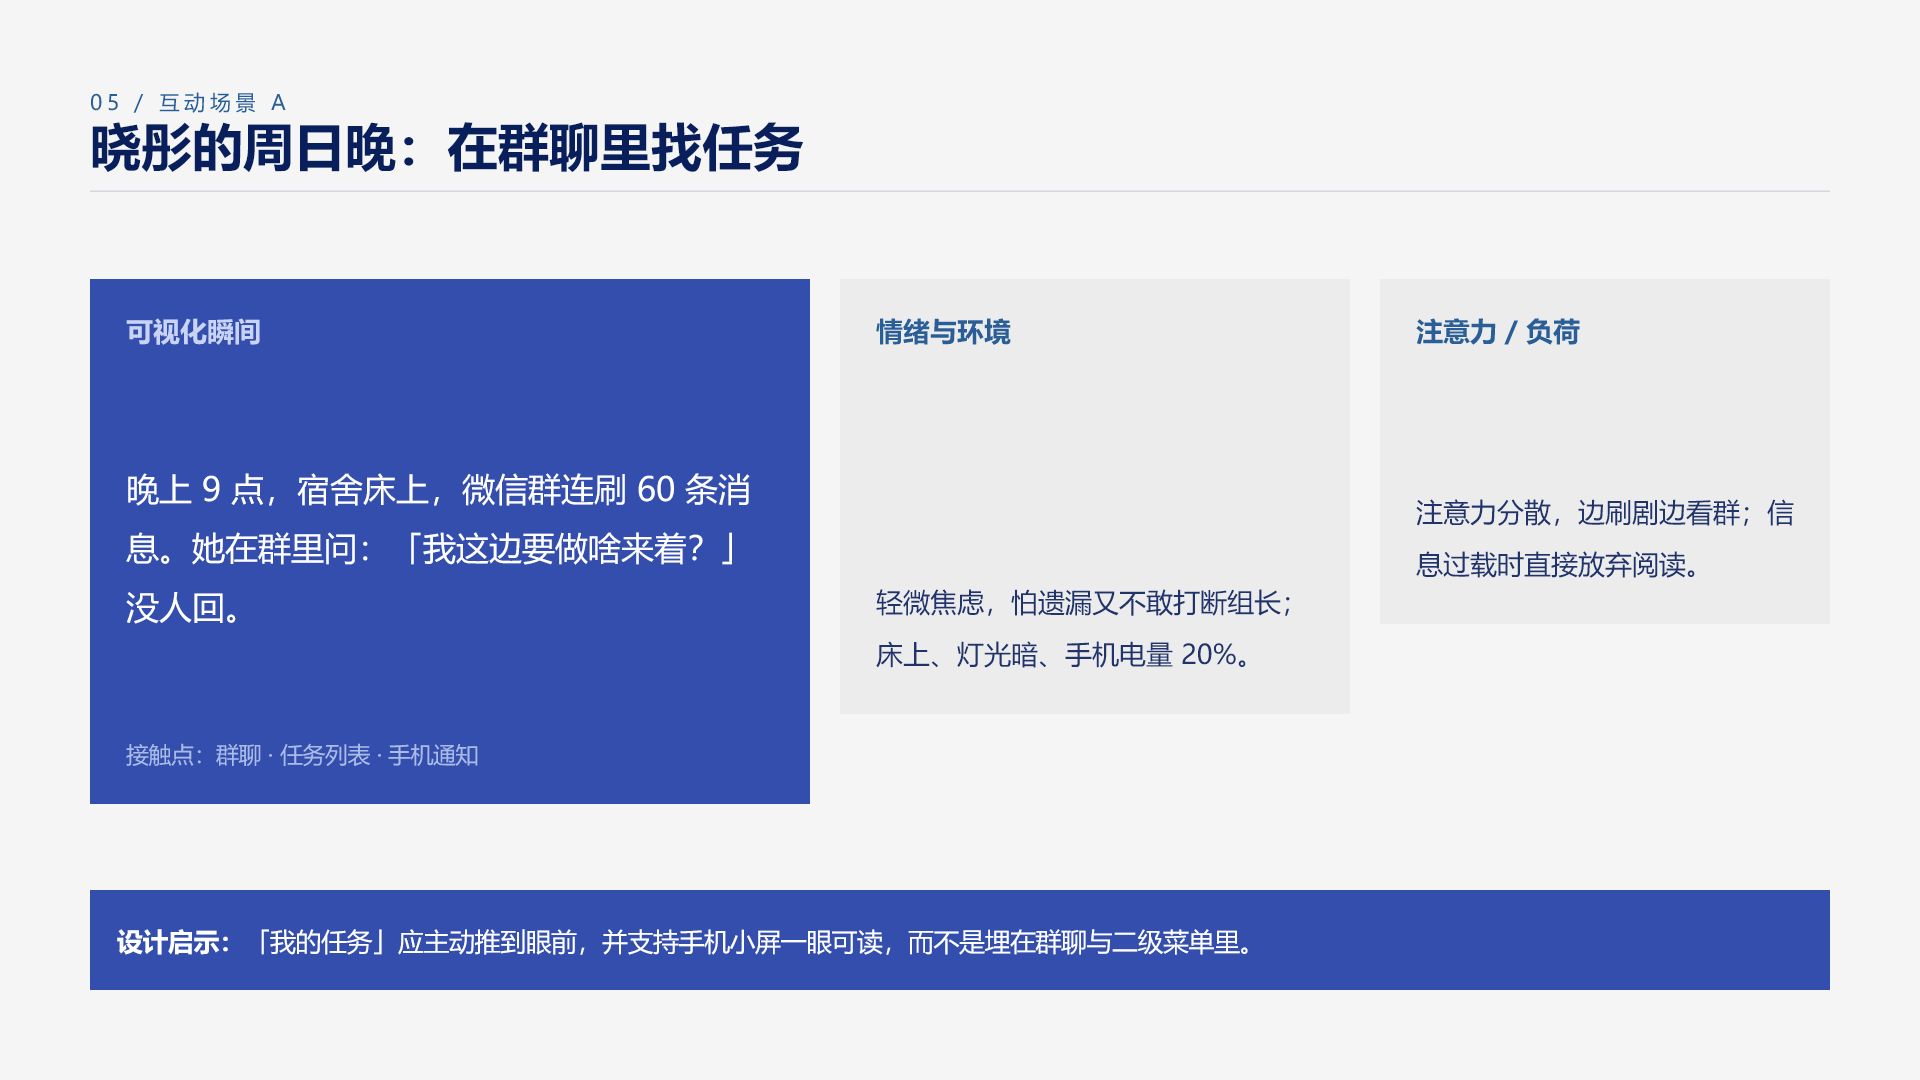 05 / 互动场景 A
晓彤的周日晚：在群聊里找任务
可视化瞬间
晚上 9 点，宿舍床上，微信群连刷 60 条消
息。她在群里问：「我这边要做啥来着？」
没人回。
接触点：群聊 · 任务列表 · 手机通知
情绪与环境
轻微焦虑，怕遗漏又不敢打断组长；
床上、灯光暗、手机电量 20%。
注意力 / 负荷
注意力分散，边刷剧边看群；信
息过载时直接放弃阅读。
设计启示：「我的任务」应主动推到眼前，并支持手机小屏一眼可读，而不是埋在群聊与二级菜单里。